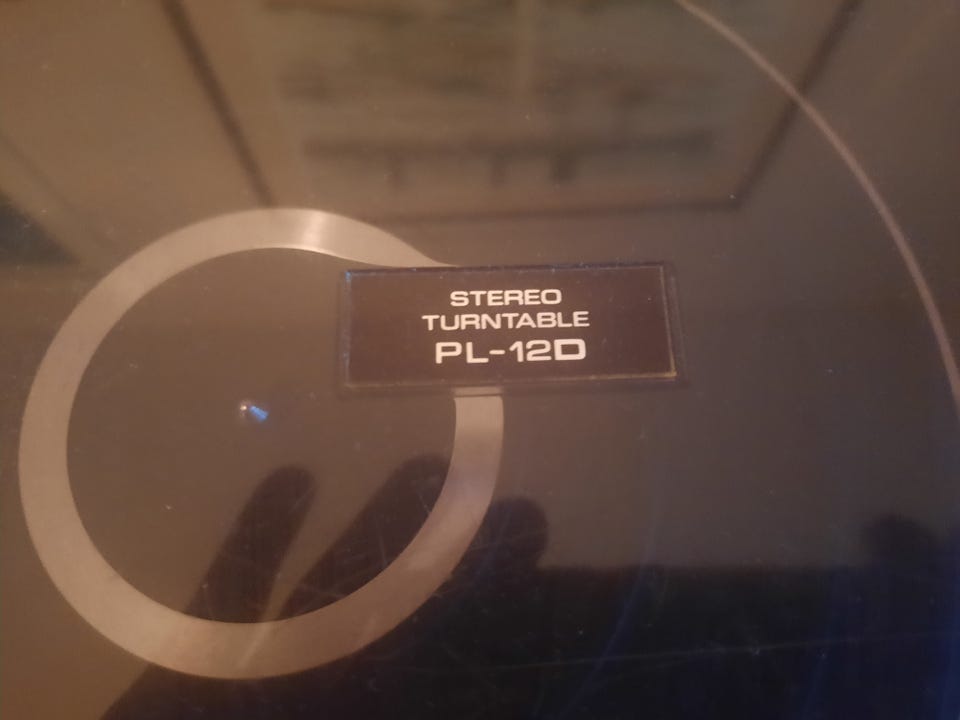 STEREO
TURNTABLE
PL-12D